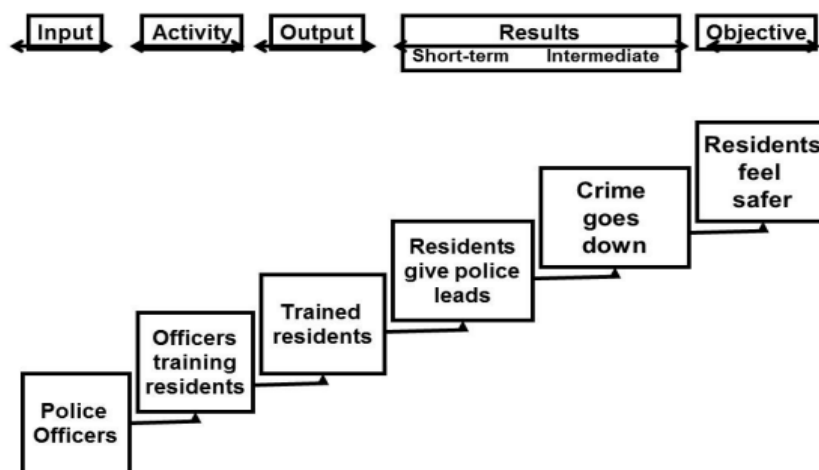 Input Activity Output Results Objective
Short-term Intermediate
Residents
feel
safer
Crime
goes
down
Residents
give police
leads
Trained
residents
Officers
training
residents
Police
Officers